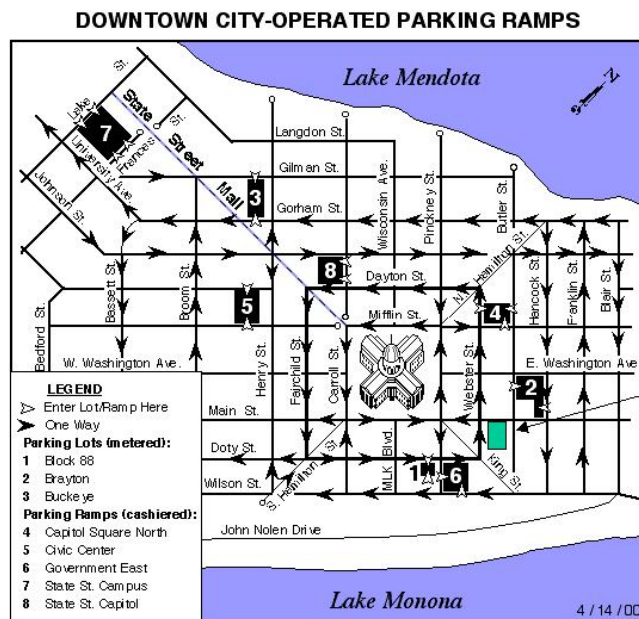 DOWNTOWN CITY-OPERATED PARKING RAMPS
Lake Mendota
N
St.
St.
Lake
State Street Mall
7
Frances
University Ave.
Johnson St.
Langdon St.
Gilman St.
3
Gorham St.
Wisconsin Ave.
Pinckney St.
Butler St.
8
Dayton St.
N. Hamilton St.
Bassett St.
Broom St.
5
Mifflin St.
4
Hancock St.
Franklin St.
Blair St.
Bedford St.
W. Washington Ave.
Henry St.
Fairchild St.
Carroll St.
Webster St.
E. Washington Ave.
2
Main St.
Doty St.
Wilson St.
S. Hamilton St.
MLK Blvd.
1
6
King St.
John Nolen Drive
Lake Monona
4 / 14 / 00
LEGEND
Enter Lot/Ramp Here
One Way
Parking Lots (metered):
1 Block 88
2 Brayton
3 Buckeye
Parking Ramps (cashiered):
4 Capitol Square North
5 Civic Center
6 Government East
7 State St. Campus
8 State St. Capitol